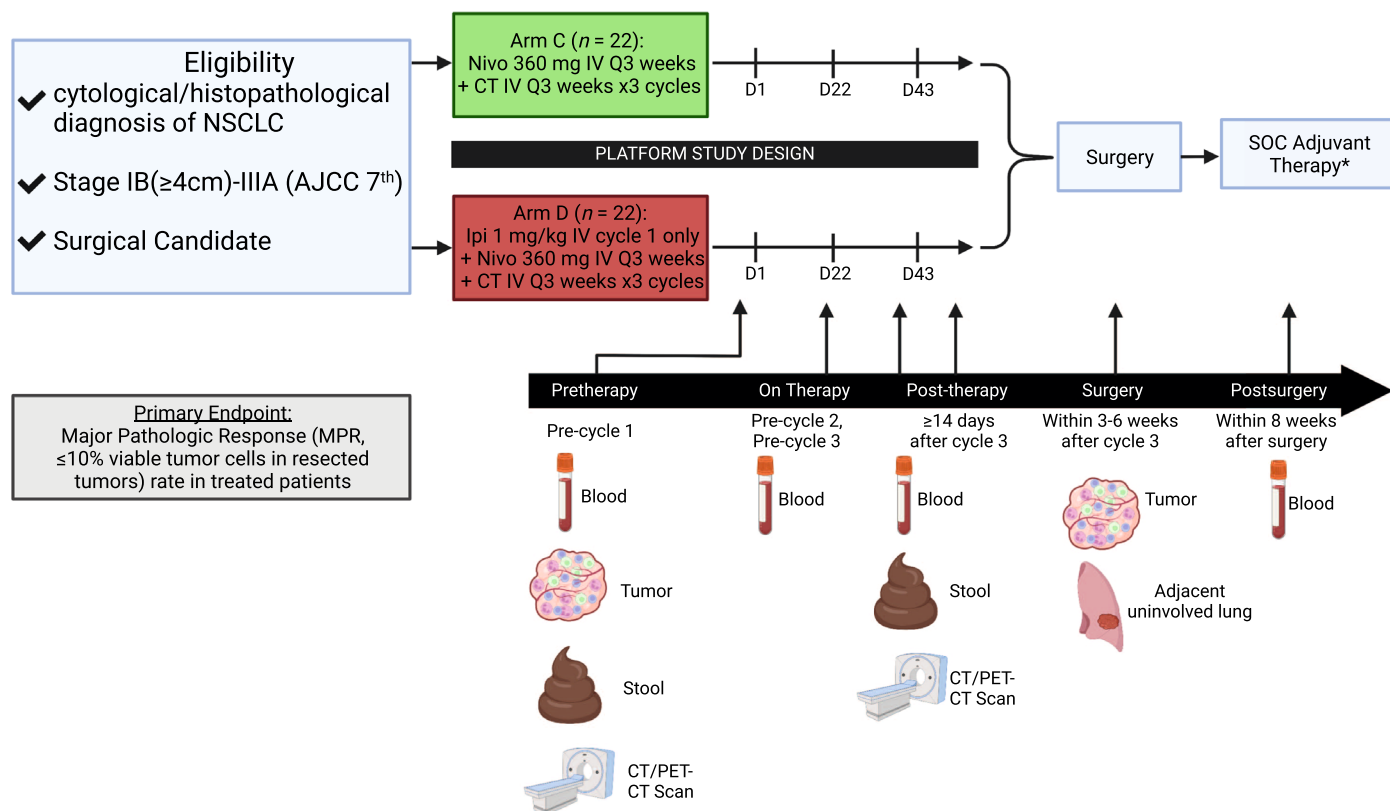 Eligibility
cytological/histopathological
diagnosis of NSCLC
Stage IB(≥4cm)-IIIA (AJCC 7th)
Surgical Candidate
Arm C (n = 22):
Nivo 360 mg IV Q3 weeks
+ CT IV Q3 weeks x3 cycles
D1
D22
D43
PLATFORM STUDY DESIGN
Arm D (n = 22):
Ipi 1 mg/kg IV cycle 1 only
+ Nivo 360 mg IV Q3 weeks
+ CT IV Q3 weeks x3 cycles
D1
D22
D43
Surgery
SOC Adjuvant
Therapy*
Primary Endpoint:
Major Pathologic Response (MPR,
≤10% viable tumor cells in resected
tumors) rate in treated patients
Pretherapy
On Therapy
Post-therapy
Surgery
Postsurgery
Pre-cycle 1
Pre-cycle 2,
Pre-cycle 3
≥14 days
after cycle 3
Within 3-6 weeks
after cycle 3
Within 8 weeks
after surgery
Blood
Tumor
Stool
CT/PET-
CT Scan
Blood
Blood
Stool
CT/PET-
CT Scan
Tumor
Adjacent
uninvolved lung
Blood